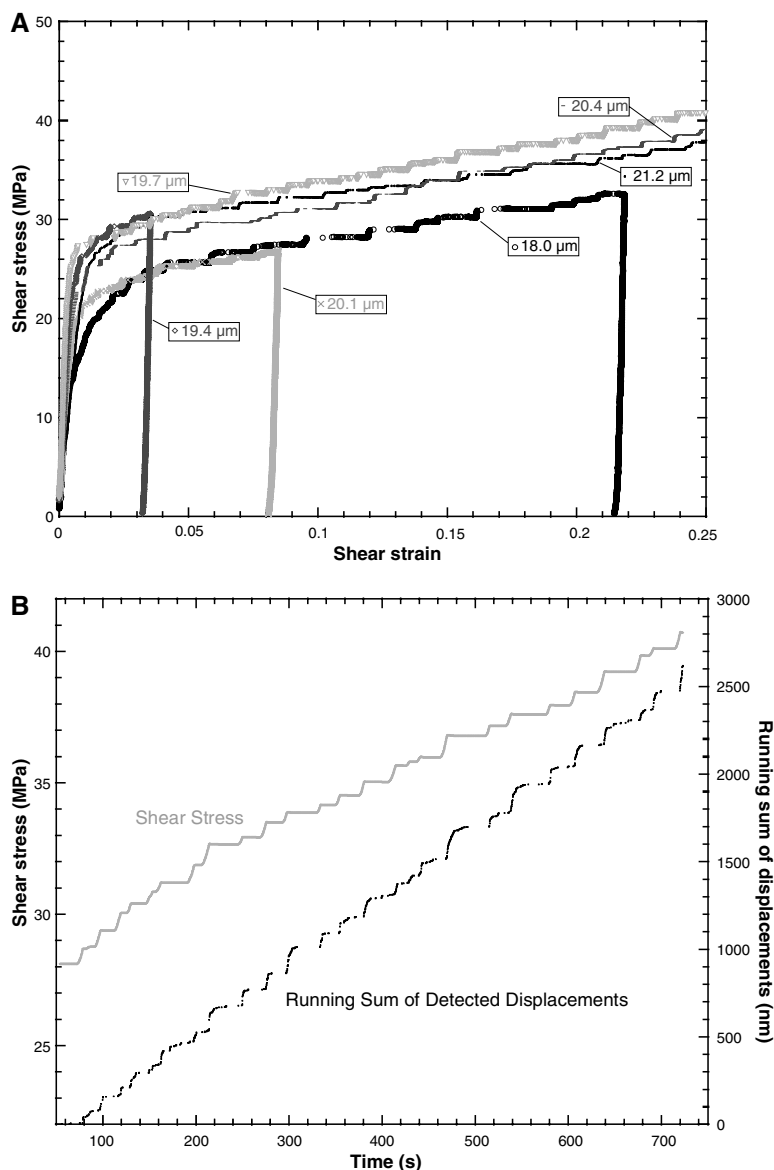 A
50
40
30
20
10
0
Shear stress (MPa)
- 20.4 µm
▿ 19.7 µm
· 21.2 µm
○ 18.0 µm
× 20.1 µm
◇ 19.4 µm
0 0.05 0.1 0.15 0.2 0.25
Shear strain
B
40
35
30
25
Shear stress (MPa)
Shear Stress
Running Sum of Detected Displacements
3000
2500
2000
1500
1000
500
0
Running sum of displacements (nm)
100 200 300 400 500 600 700
Time (s)